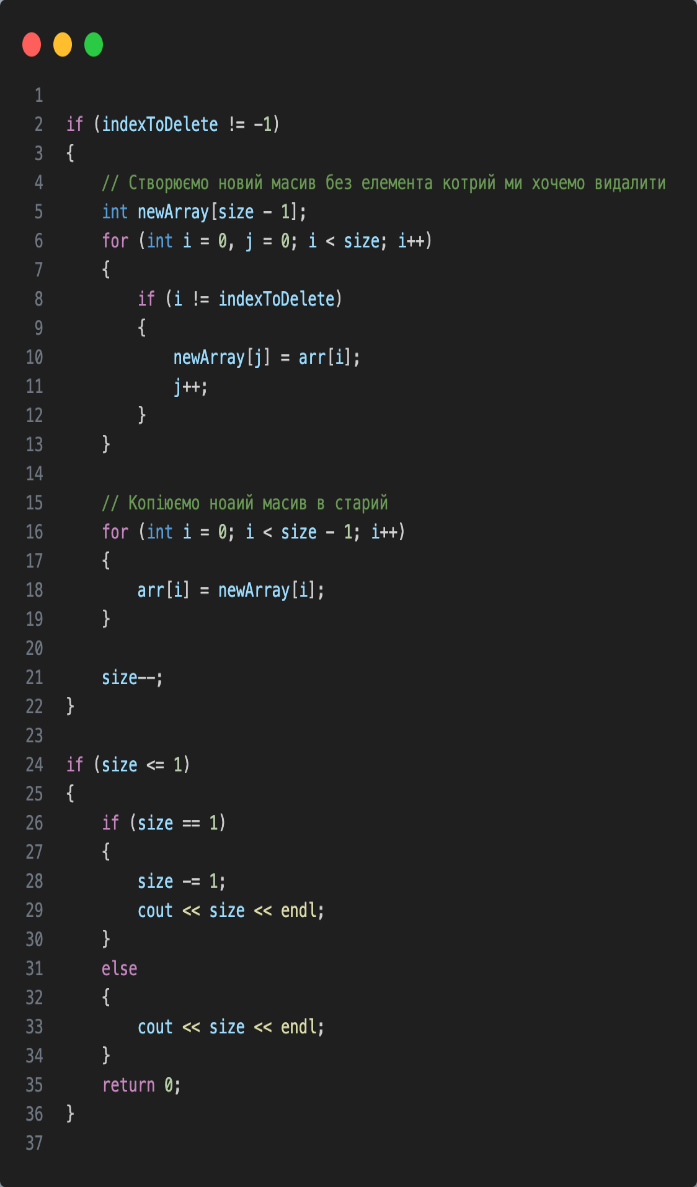 1
2 if (indexToDelete != -1)
3 {
4     // Створюємо новий масив без елемента котрий ми хочемо видалити
5     int newArray[size - 1];
6     for (int i = 0, j = 0; i < size; i++)
7     {
8         if (i != indexToDelete)
9         {
10             newArray[j] = arr[i];
11             j++;
12         }
13     }
14
15     // Копіюємо ноаий масив в старий
16     for (int i = 0; i < size - 1; i++)
17     {
18         arr[i] = newArray[i];
19     }
20
21     size--;
22 }
23
24 if (size <= 1)
25 {
26     if (size == 1)
27     {
28         size -= 1;
29         cout << size << endl;
30     }
31     else
32     {
33         cout << size << endl;
34     }
35     return 0;
36 }
37